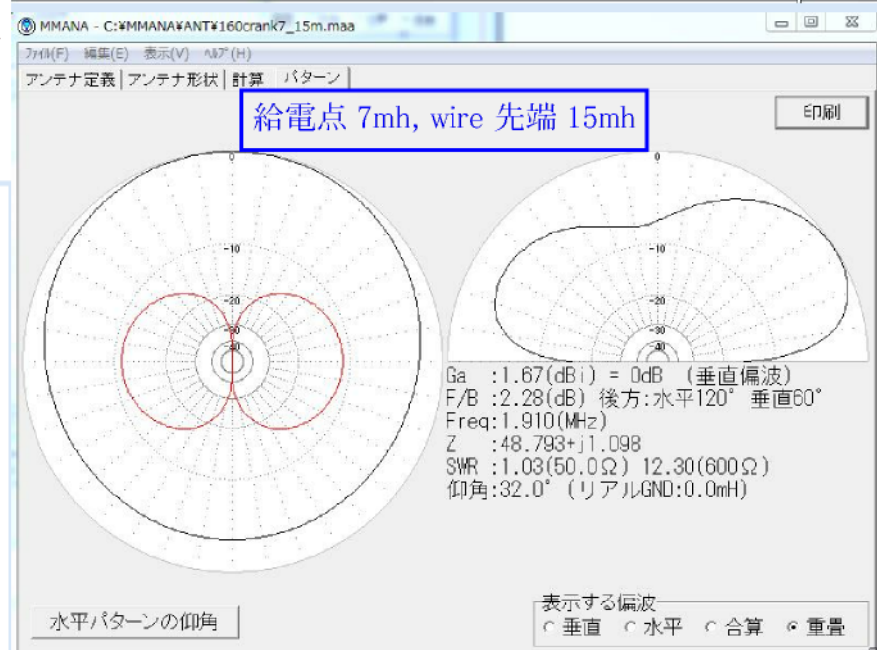 MMANA - C:¥MMANA¥ANT¥160crank7_15m.maa
ファイル(F) 編集(E) 表示(V) ヘルプ(H)
アンテナ定義 アンテナ形状 計算 パターン
給電点 7mh, wire 先端 15mh
印刷
0
-10
-20
-30
-40
0
-10
-20
-30
-40
Ga :1.67(dBi) = 0dB (垂直偏波)
F/B :2.28(dB) 後方:水平120° 垂直60°
Freq:1.910(MHz)
Z :48.793+j1.098
SWR :1.03(50.0Ω) 12.30(600Ω)
仰角:32.0° (リアルGND:0.0mH)
水平パターンの仰角
表示する偏波
垂直 水平 合算 重畳